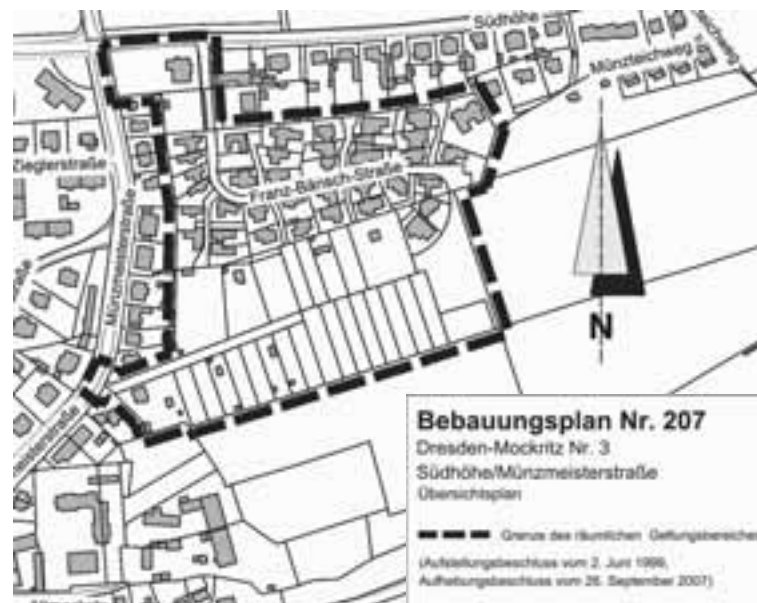 Südhöhe
Münzteichweg
Zieglerstraße
Franz-Bänsch-Straße
Münzmeisterstraße
N
Bebauungsplan Nr. 207
Dresden-Mockritz Nr. 3
Südhöhe/Münzmeisterstraße
Übersichtsplan
Grenze des räumlichen Geltungsbereiches
(Aufstellungsbeschluss vom 2. Juni 1999,
Aufhebungsbeschluss vom 26. September 2007)